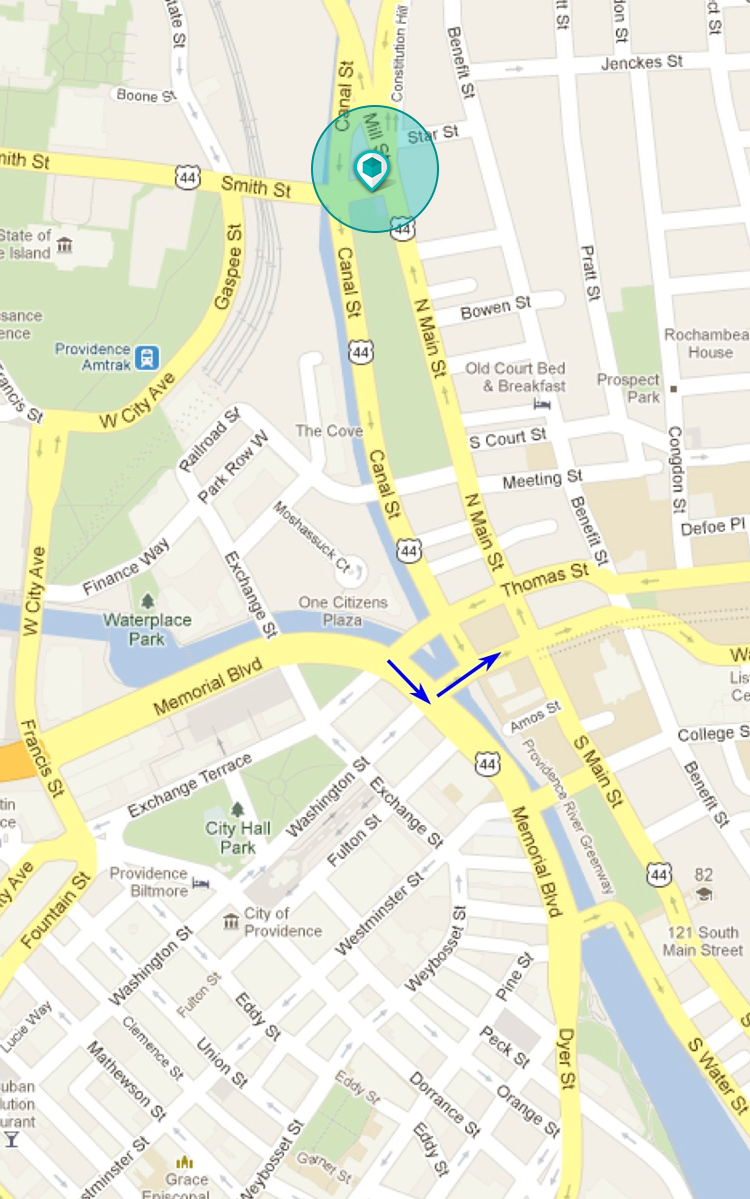 Canal St
Constitution Hill
Benefit St
Jenckes St
Boone St
Mill St
Star St
Smith St
44
Smith St
44
State of
Gaspee St
Canal St
Pratt St
Bowen St
N Main St
Providence
Amtrak
44
Rochambea
House
Old Court Bed
& Breakfast
Prospect
Park
W City Ave
Railroad St
The Cove
S Court St
Park Row W
Canal St
Meeting St
Congdon St
N Main St
Benefit St
Defoe Pl
Moshassuck Ct
44
Finance Way
Exchange St
Thomas St
W City Ave
Waterplace
Park
One Citizens
Plaza
Memorial Blvd
Amos St
College S
Francis St
44
Providence River Greenway
S Main St
Benefit St
Exchange Terrace
Washington St
Exchange St
City Hall
Park
Fulton St
Memorial Blvd
Providence
Biltmore
Westminster St
44
82
Fountain St
City of
Providence
Weybosset St
121 South
Main Street
Washington St
Pine St
Fulton St
Eddy St
Lucie Way
Clemence St
Union St
Peck St
Dyer St
S Water St
Mathewson St
Eddy St
Dorrance St
Orange St
Eddy St
Garnet St
Grace
Episcopal